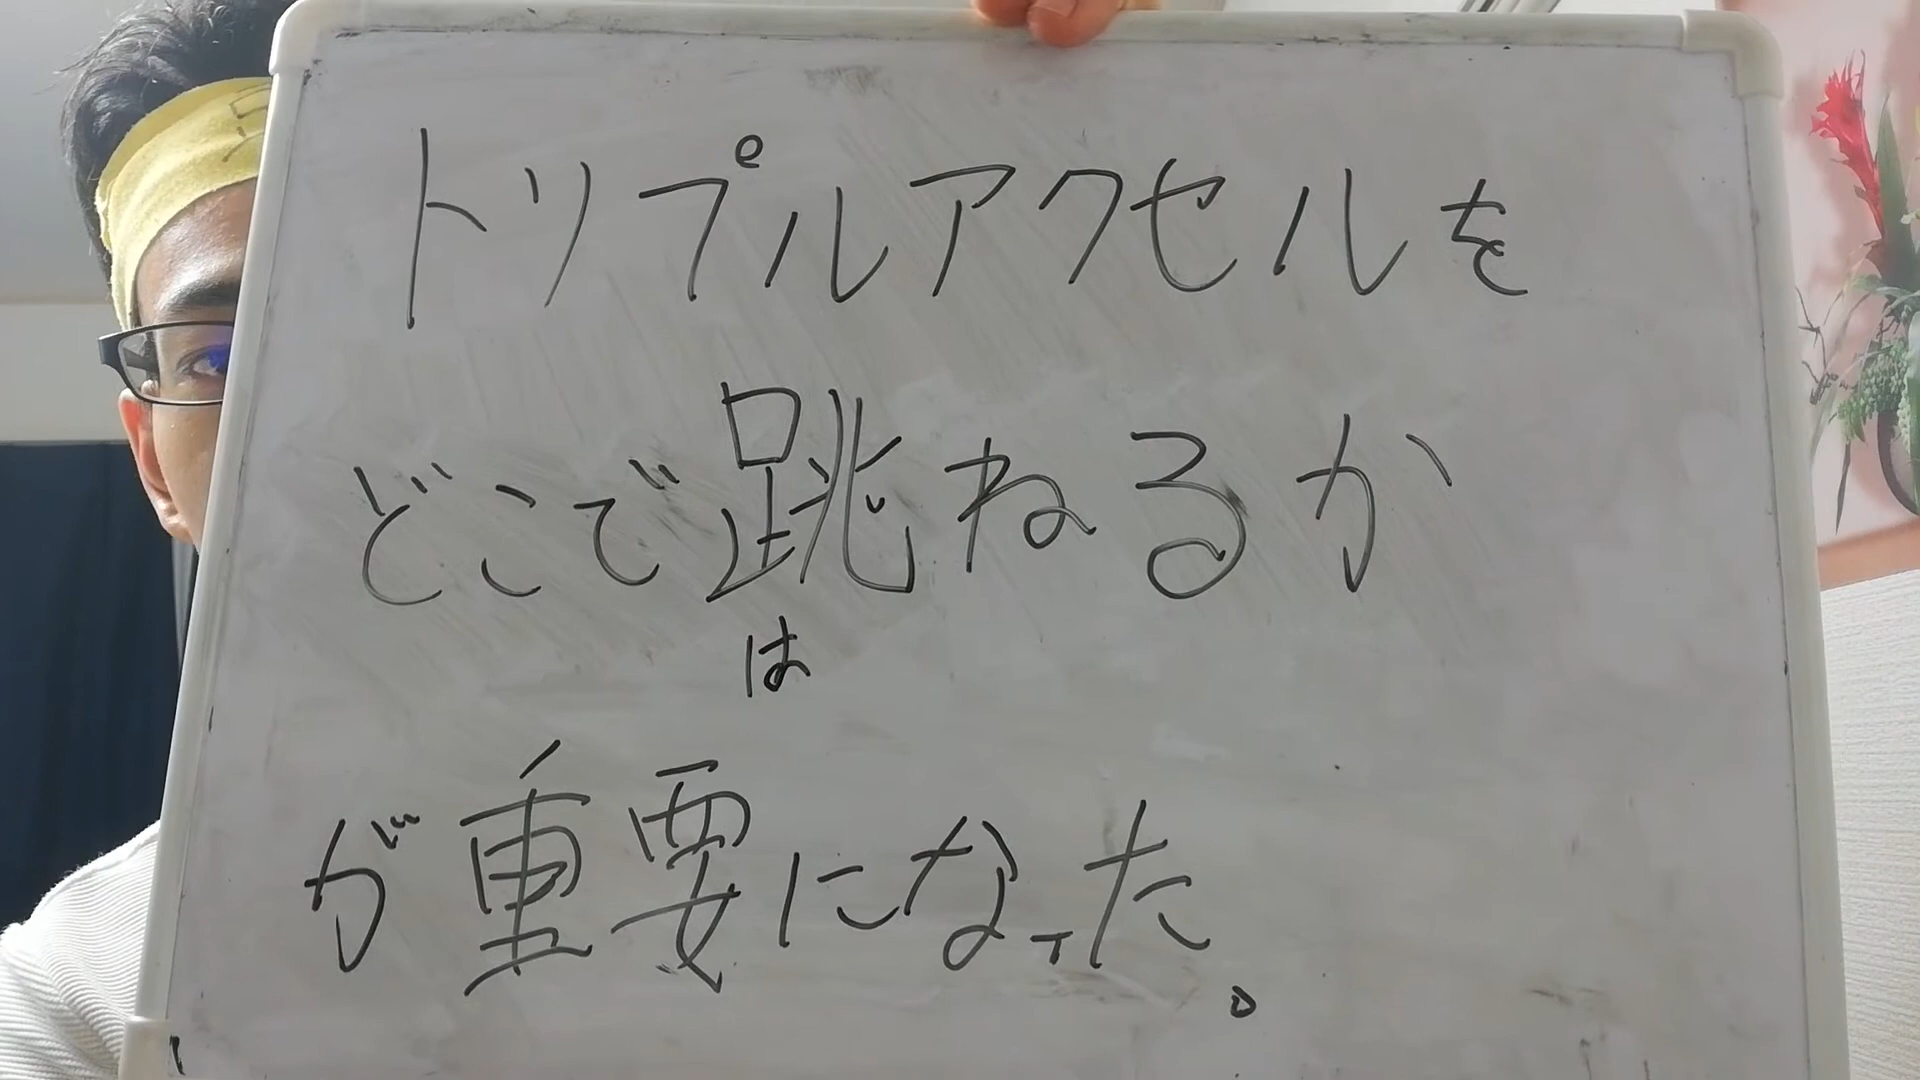 トリプルアクセルを
どこで跳ねるか
は
が重要になった。